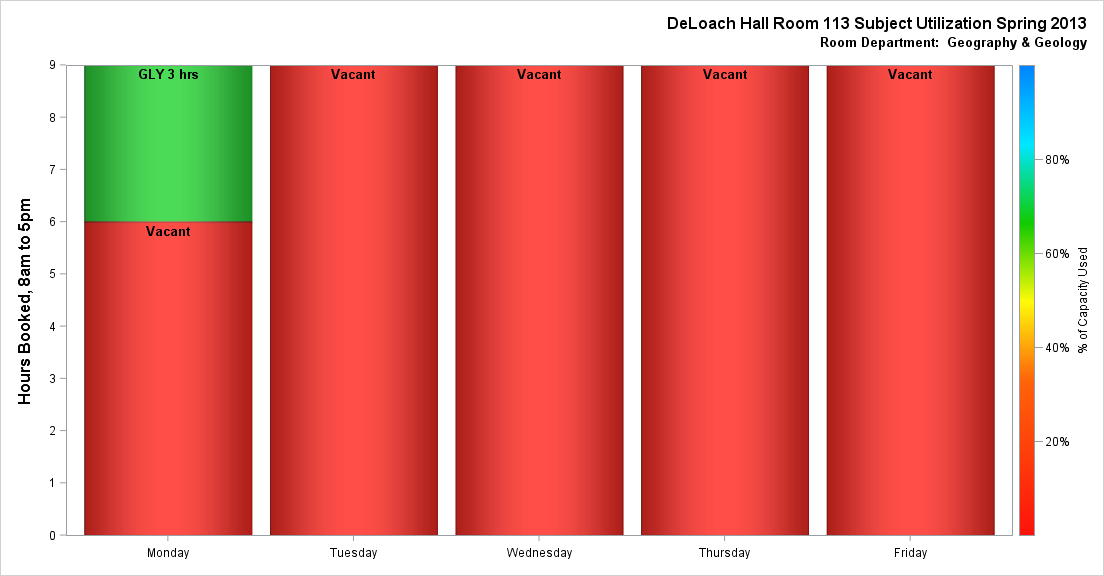 DeLoach Hall Room 113 Subject Utilization Spring 2013
Room Department: Geography & Geology
Hours Booked, 8am to 5pm
9
8
7
6
5
4
3
2
1
0
GLY 3 hrs
Vacant
Vacant
Vacant
Vacant
Vacant
Monday
Tuesday
Wednesday
Thursday
Friday
80%
60%
40%
20%
% of Capacity Used